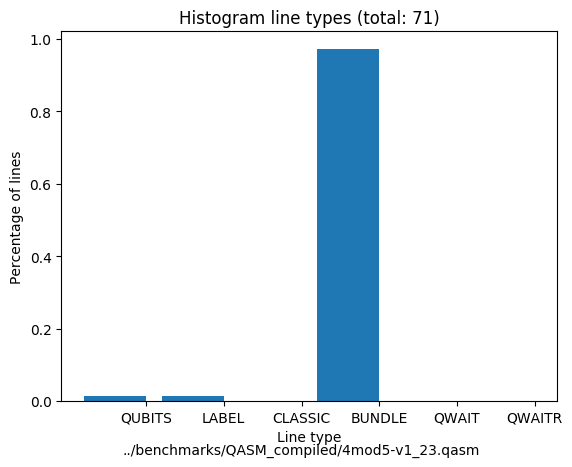 Histogram line types (total: 71)
Percentage of lines
1.0
0.8
0.6
0.4
0.2
0.0
QUBITS LABEL CLASSIC BUNDLE QWAIT QWAITR
Line type
../benchmarks/QASM_compiled/4mod5-v1_23.qasm